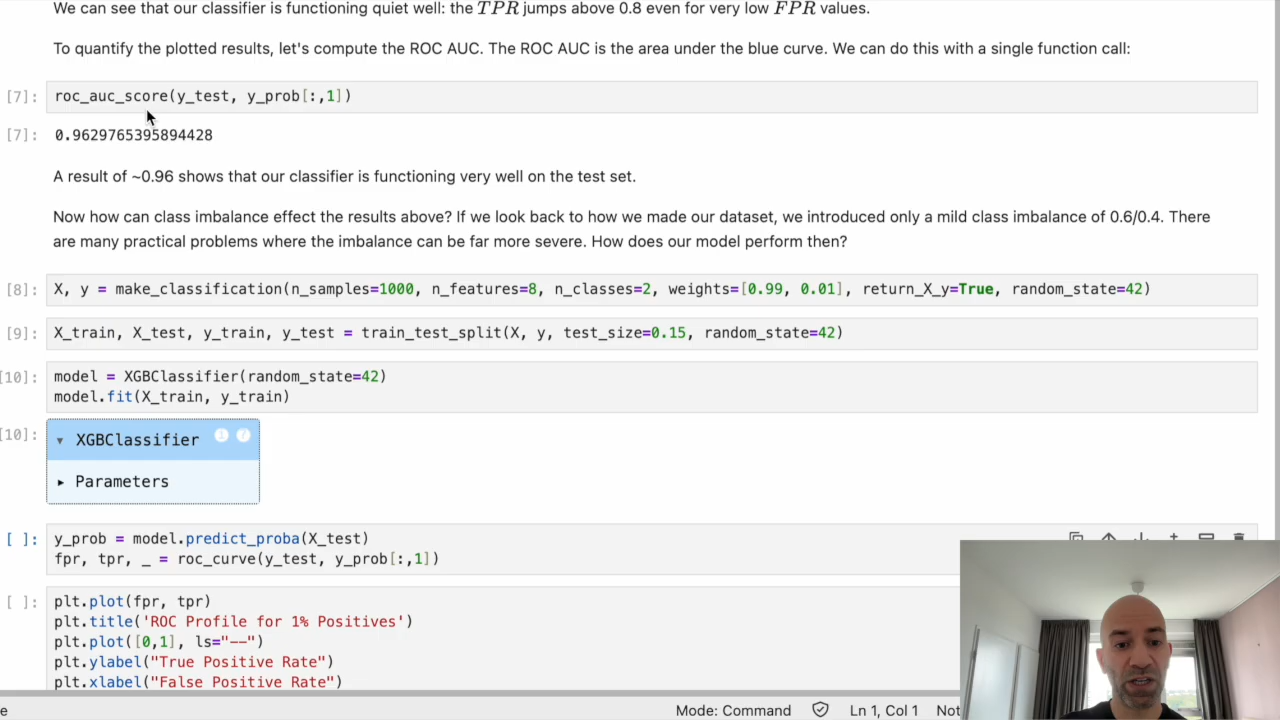 We can see that our classifier is functioning quiet well: the TPR jumps above 0.8 even for very low FPR values.
To quantify the plotted results, let's compute the ROC AUC. The ROC AUC is the area under the blue curve. We can do this with a single function call:
[7]: roc_auc_score(y_test, y_prob[:,1])
[7]: 0.9629765395894428
A result of ~0.96 shows that our classifier is functioning very well on the test set.
Now how can class imbalance effect the results above? If we look back to how we made our dataset, we introduced only a mild class imbalance of 0.6/0.4. There
are many practical problems where the imbalance can be far more severe. How does our model perform then?
[8]: X, y = make_classification(n_samples=1000, n_features=8, n_classes=2, weights=[0.99, 0.01], return_X_y=True, random_state=42)
[9]: X_train, X_test, y_train, y_test = train_test_split(X, y, test_size=0.15, random_state=42)
[10]: model = XGBClassifier(random_state=42)
model.fit(X_train, y_train)
[10]: ▾ XGBClassifier i ?
▸ Parameters
[ ]: y_prob = model.predict_proba(X_test)
fpr, tpr, _ = roc_curve(y_test, y_prob[:,1])
[ ]: plt.plot(fpr, tpr)
plt.title('ROC Profile for 1% Positives')
plt.plot([0,1], ls="--")
plt.ylabel("True Positive Rate")
plt.xlabel("False Positive Rate")
e Mode: Command Ln 1, Col 1 Not